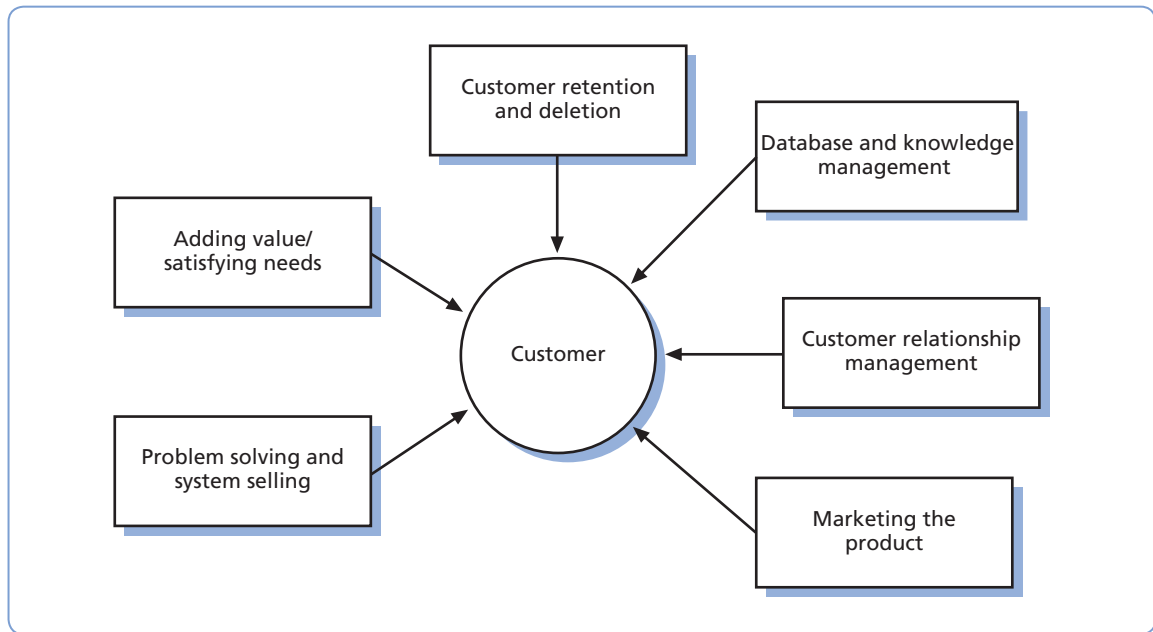 Customer retention
and deletion
Database and knowledge
management
Adding value/
satisfying needs
Customer relationship
management
Customer
Problem solving and
system selling
Marketing the
product